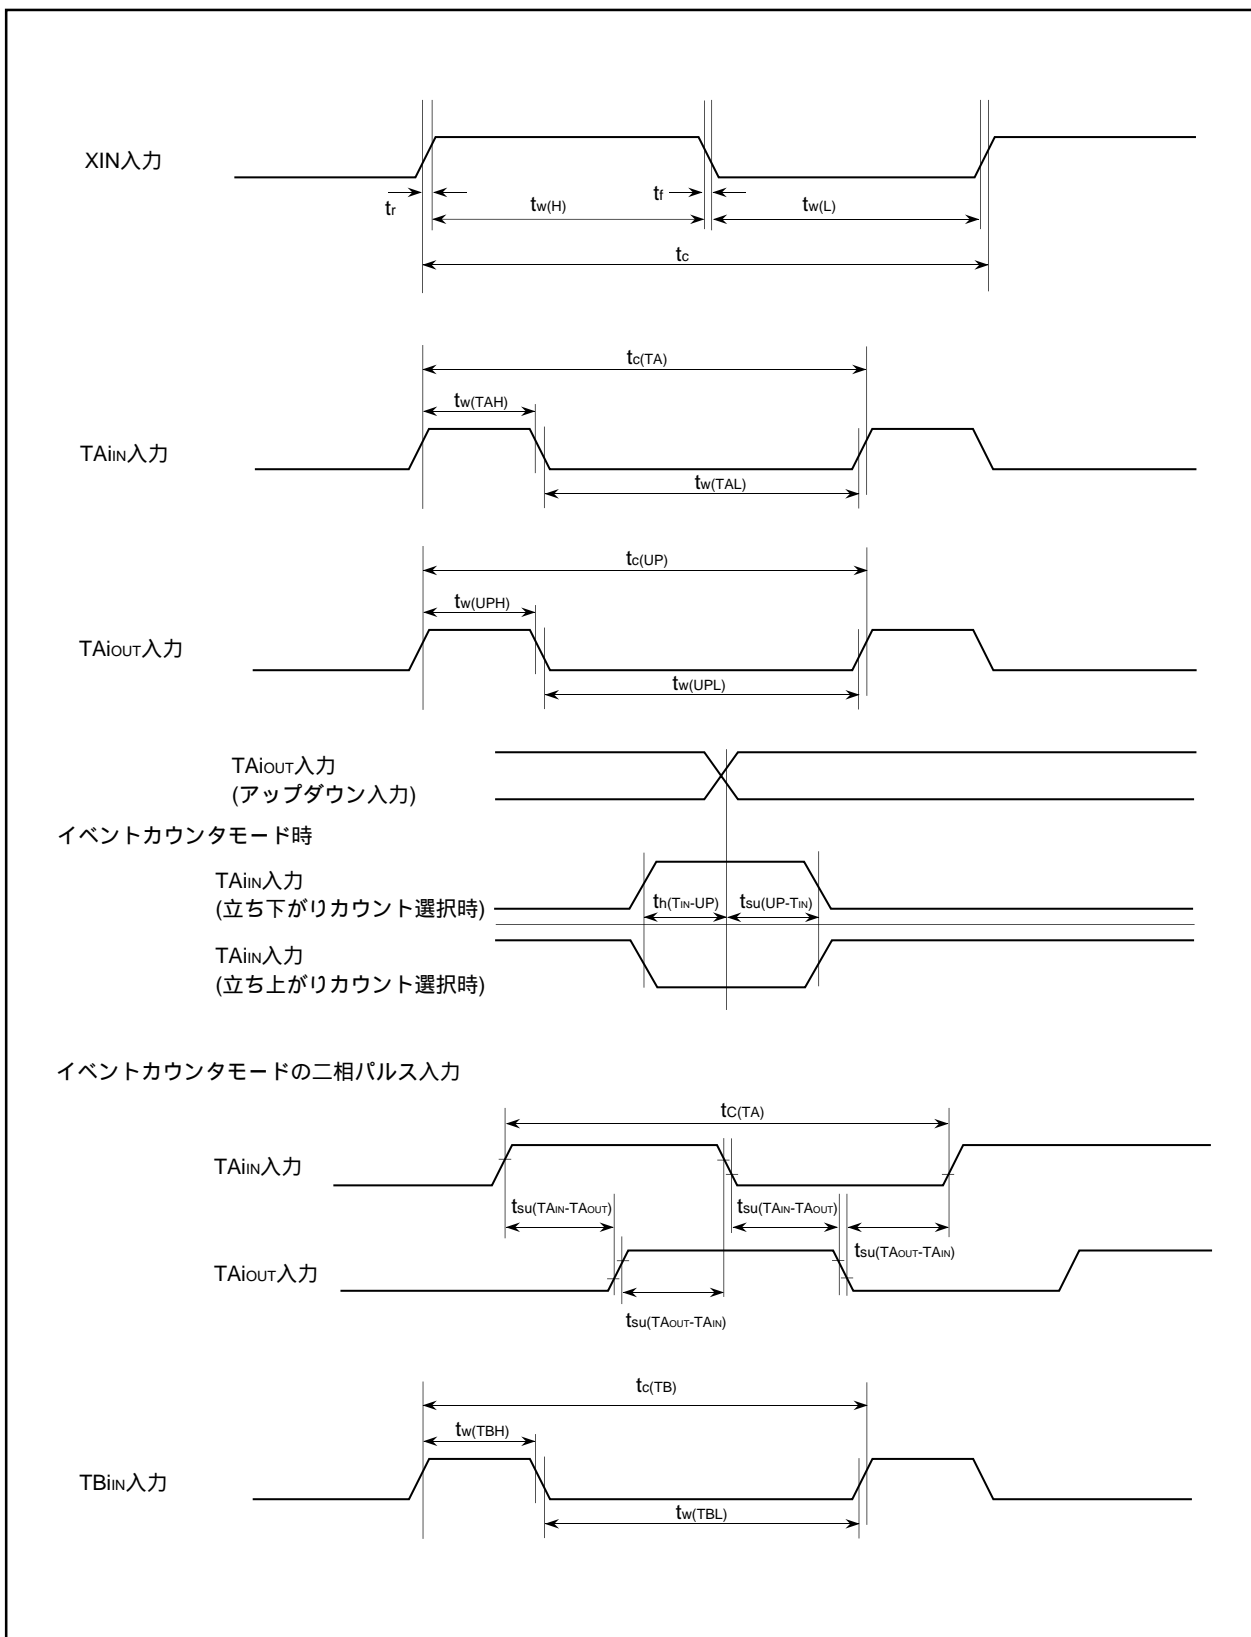 XIN入力
tr
tw(H)
tf
tw(L)
tc
tc(TA)
tw(TAH)
TAiIN入力
tw(TAL)
tc(UP)
tw(UPH)
TAiOUT入力
tw(UPL)
TAiOUT入力
(アップダウン入力)
イベントカウンタモード時
TAiIN入力
(立ち下がりカウント選択時)
th(TIN-UP)
tsu(UP-TIN)
TAiIN入力
(立ち上がりカウント選択時)
イベントカウンタモードの二相パルス入力
tC(TA)
TAiIN入力
tsu(TAIN-TAOUT)
tsu(TAIN-TAOUT)
tsu(TAOUT-TAIN)
TAiOUT入力
tsu(TAOUT-TAIN)
tc(TB)
tw(TBH)
TBiIN入力
tw(TBL)